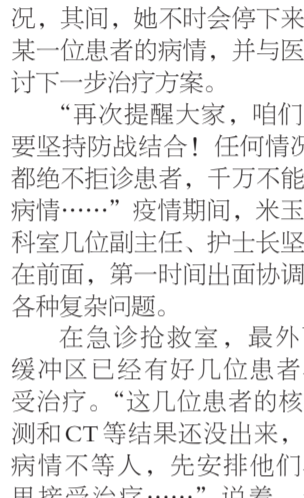 况，其间，她不时会停下来
某一位患者的病情，并与医
讨下一步治疗方案。
“再次提醒大家，咱们
要坚持防战结合！任何情况
都绝不拒诊患者，千万不能
病情……”疫情期间，米玉
科室几位副主任、护士长坚
在前面，第一时间出面协调
各种复杂问题。
在急诊抢救室，最外
缓冲区已经有好几位患者
受治疗。“这几位患者的核
测和CT等结果还没出来，
病情不等人，先安排他们
里接受治疗……”说着，